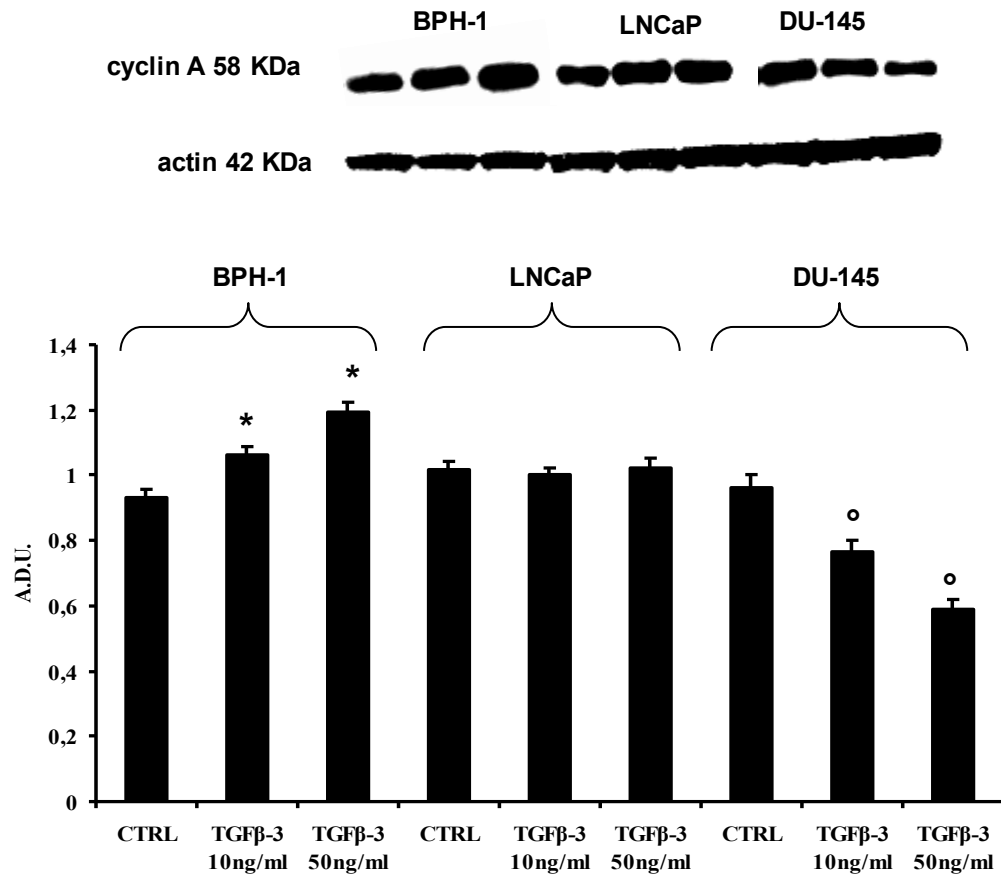 BPH-1 LNCaP DU-145
cyclin A 58 KDa
actin 42 KDa
BPH-1 LNCaP DU-145
1,4
1,2
1
0,8
0,6
0,4
0,2
0
A.D.U.
*
*
°
°
CTRL TGFβ-3 TGFβ-3 CTRL TGFβ-3 TGFβ-3 CTRL TGFβ-3 TGFβ-3
10ng/ml 50ng/ml 10ng/ml 50ng/ml 10ng/ml 50ng/ml